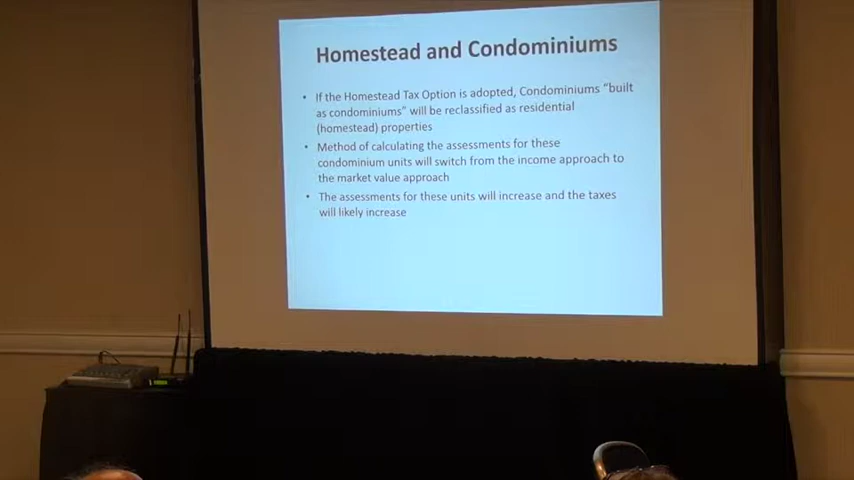 Homestead and Condominiums
• If the Homestead Tax Option is adopted, Condominiums “built
as condominiums” will be reclassified as residential
(homestead) properties
• Method of calculating the assessments for these
condominium units will switch from the income approach to
the market value approach
• The assessments for these units will increase and the taxes
will likely increase